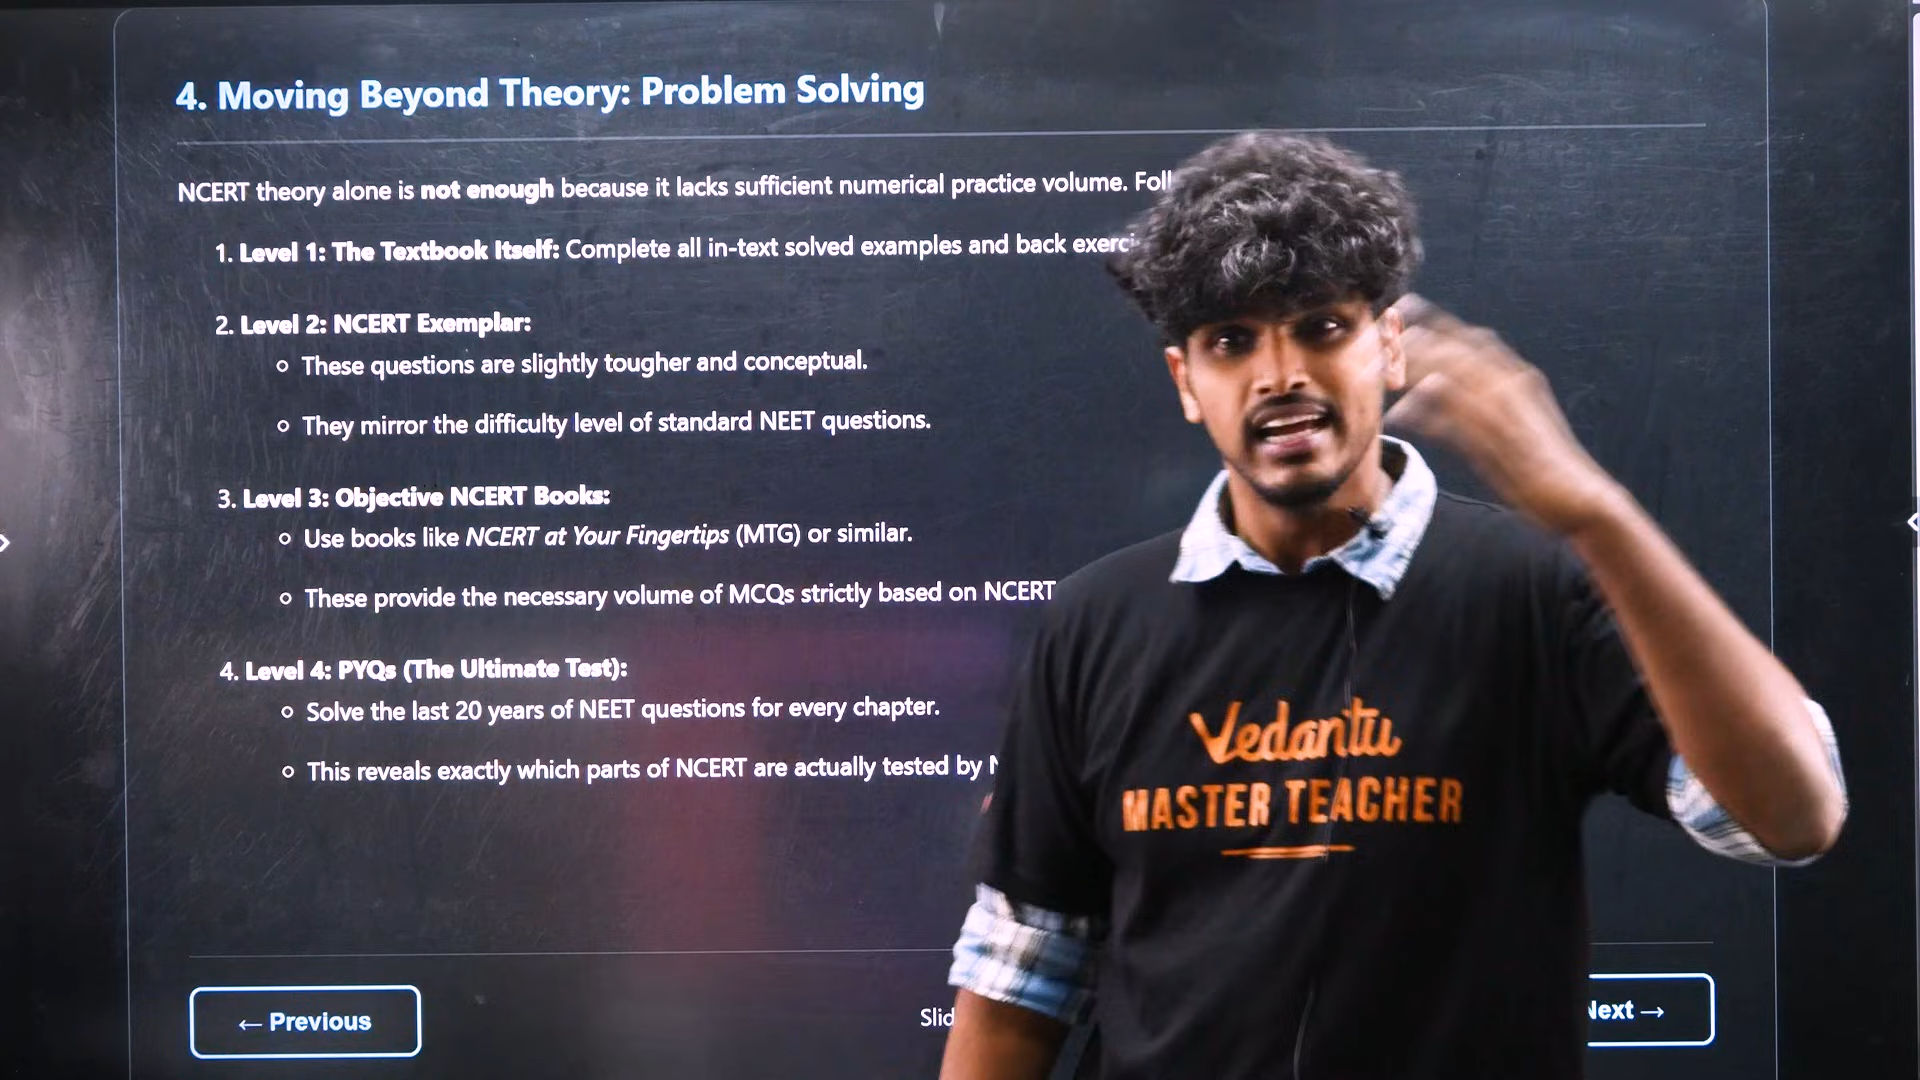 4. Moving Beyond Theory: Problem Solving
NCERT theory alone is not enough because it lacks sufficient numerical practice volume.
1. Level 1: The Textbook Itself: Complete all in-text solved examples and back
2. Level 2: NCERT Exemplar:
These questions are slightly tougher and conceptual.
They mirror the difficulty level of standard NEET questions.
3. Level 3: Objective NCERT Books:
Use books like NCERT at Your Fingertips (MTG) or similar.
These provide the necessary volume of MCQs strictly based on NCERT
4. Level 4: PYQs (The Ultimate Test):
Solve the last 20 years of NEET questions for every chapter.
This reveals exactly which parts of NCERT are actually tested by
Vedantu
MASTER TEACHER
← Previous
Next →